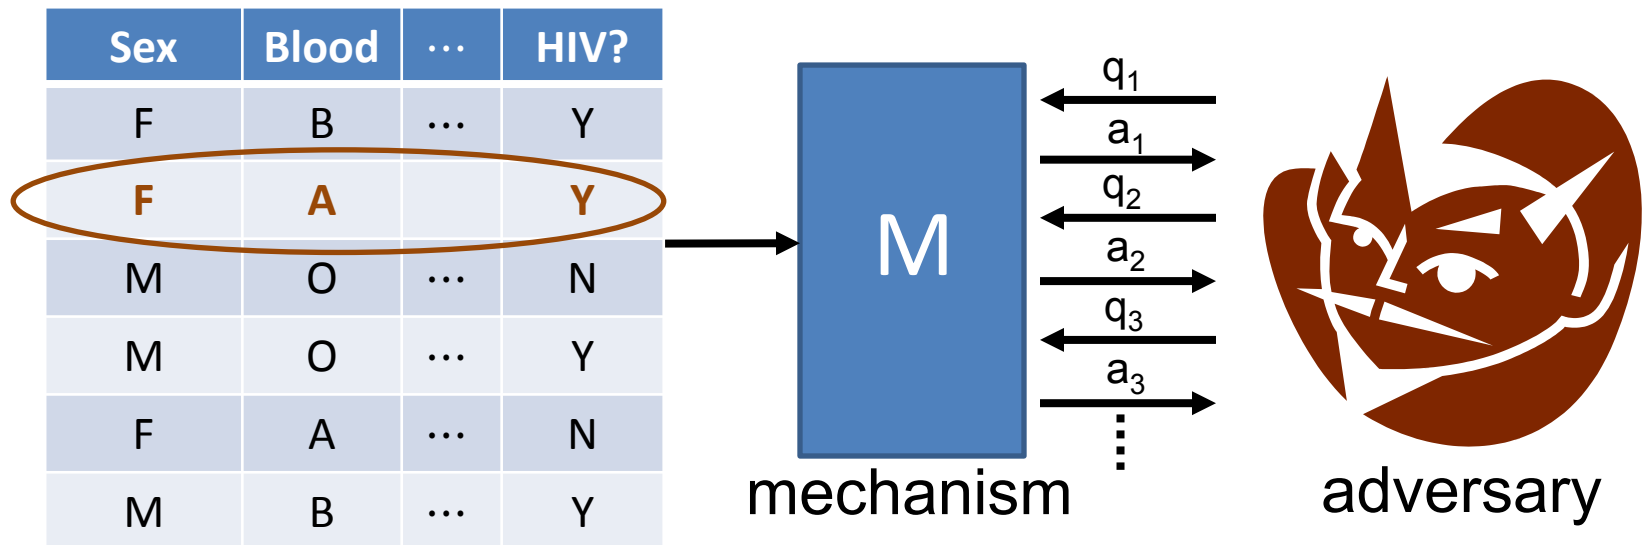 Sex Blood ... HIV?
F B ... Y
F A Y
M O ... N
M O ... Y
F A ... N
M B ... Y
M
mechanism
q1
a1
q2
a2
q3
a3
adversary